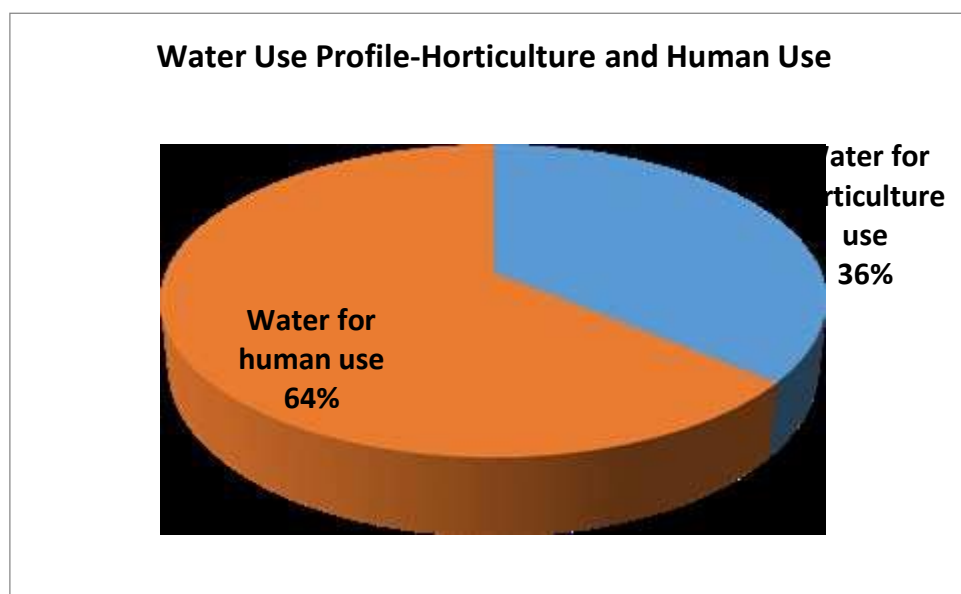 Water Use Profile-Horticulture and Human Use
ater for
rticulture
use
36%
Water for
human use
64%